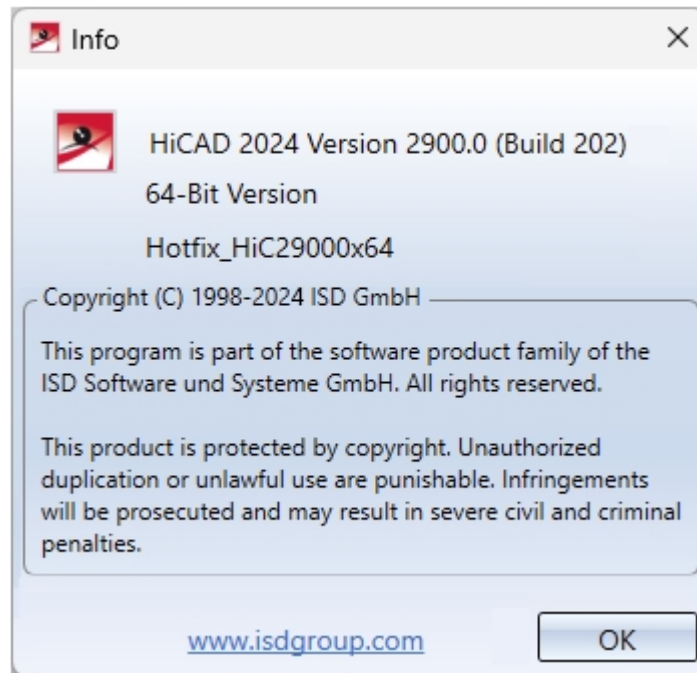 Info
HiCAD 2024 Version 2900.0 (Build 202)
64-Bit Version
Hotfix_HiC29000x64
Copyright (C) 1998-2024 ISD GmbH
This program is part of the software product family of the
ISD Software und Systeme GmbH. All rights reserved.
This product is protected by copyright. Unauthorized
duplication or unlawful use are punishable. Infringements
will be prosecuted and may result in severe civil and criminal
penalties.
www.isdgroup.com
OK